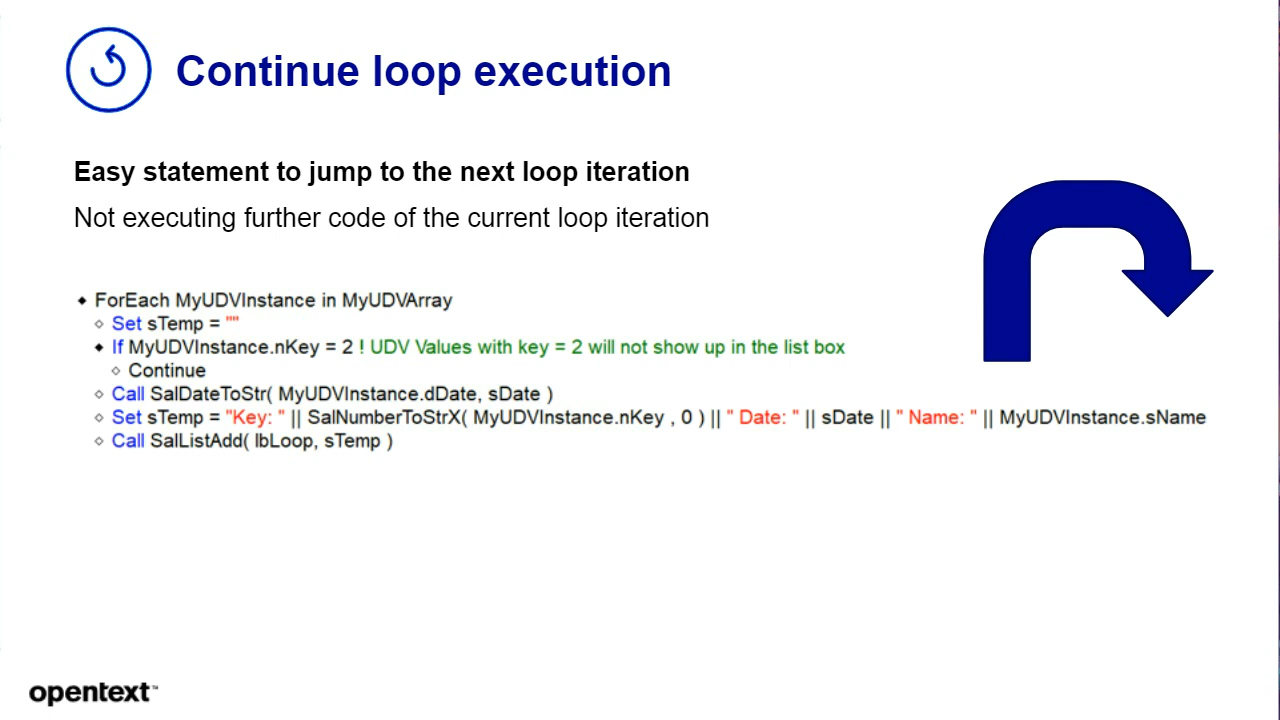 Continue loop execution
Easy statement to jump to the next loop iteration
Not executing further code of the current loop iteration
ForEach MyUDVInstance in MyUDVArray
Set sTemp = ""
If MyUDVInstance.nKey = 2 ! UDV Values with key = 2 will not show up in the list box
Continue
Call SalDateToStr( MyUDVInstance.dDate, sDate )
Set sTemp = "Key: " || SalNumberToStrX( MyUDVInstance.nKey , 0 ) || " Date: " || sDate || " Name: " || MyUDVInstance.sName
Call SalListAdd( lbLoop, sTemp )
opentext™